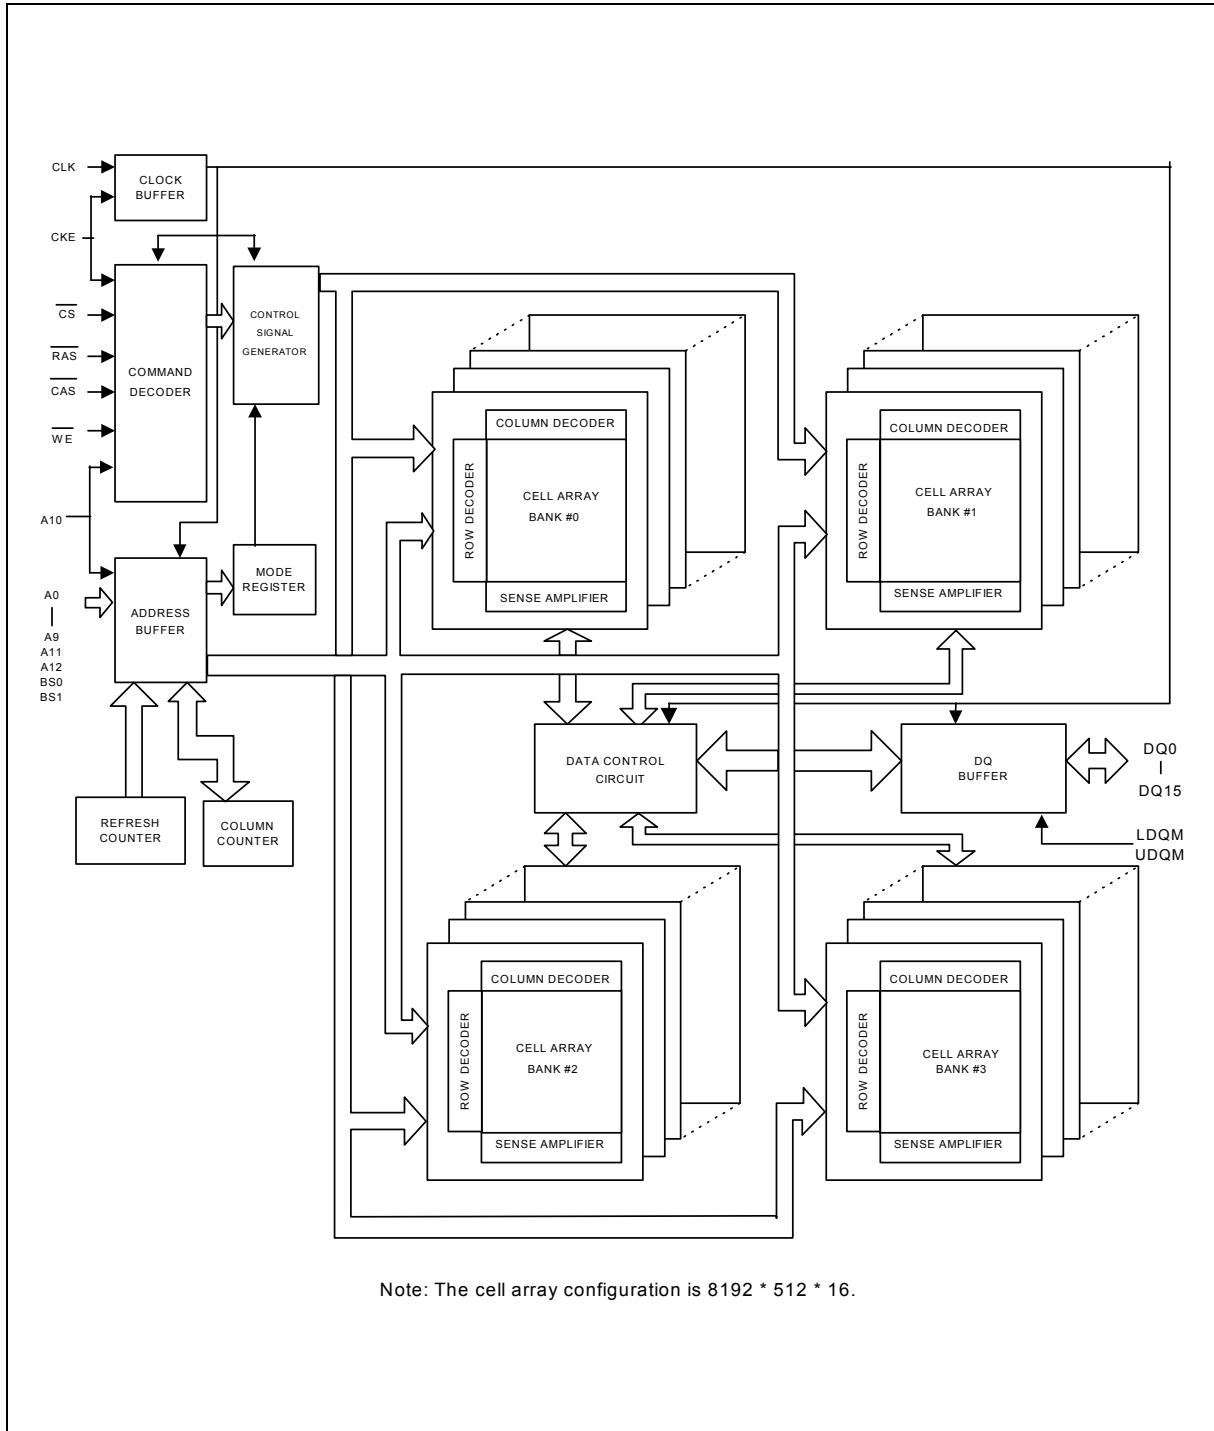 CLK
CLOCK
BUFFER
CKE
CS
RAS
CAS
WE
COMMAND
DECODER
CONTROL
SIGNAL
GENERATOR
A10
A0
A9
A11
A12
BS0
BS1
ADDRESS
BUFFER
MODE
REGISTER
REFRESH
COUNTER
COLUMN
COUNTER
COLUMN DECODER
ROW DECODER
CELL ARRAY
BANK #0
SENSE AMPLIFIER
COLUMN DECODER
ROW DECODER
CELL ARRAY
BANK #1
SENSE AMPLIFIER
DATA CONTROL
CIRCUIT
DQ
BUFFER
DQ0
DQ15
LDQM
UDQM
COLUMN DECODER
ROW DECODER
CELL ARRAY
BANK #2
SENSE AMPLIFIER
COLUMN DECODER
ROW DECODER
CELL ARRAY
BANK #3
SENSE AMPLIFIER
Note: The cell array configuration is 8192 * 512 * 16.